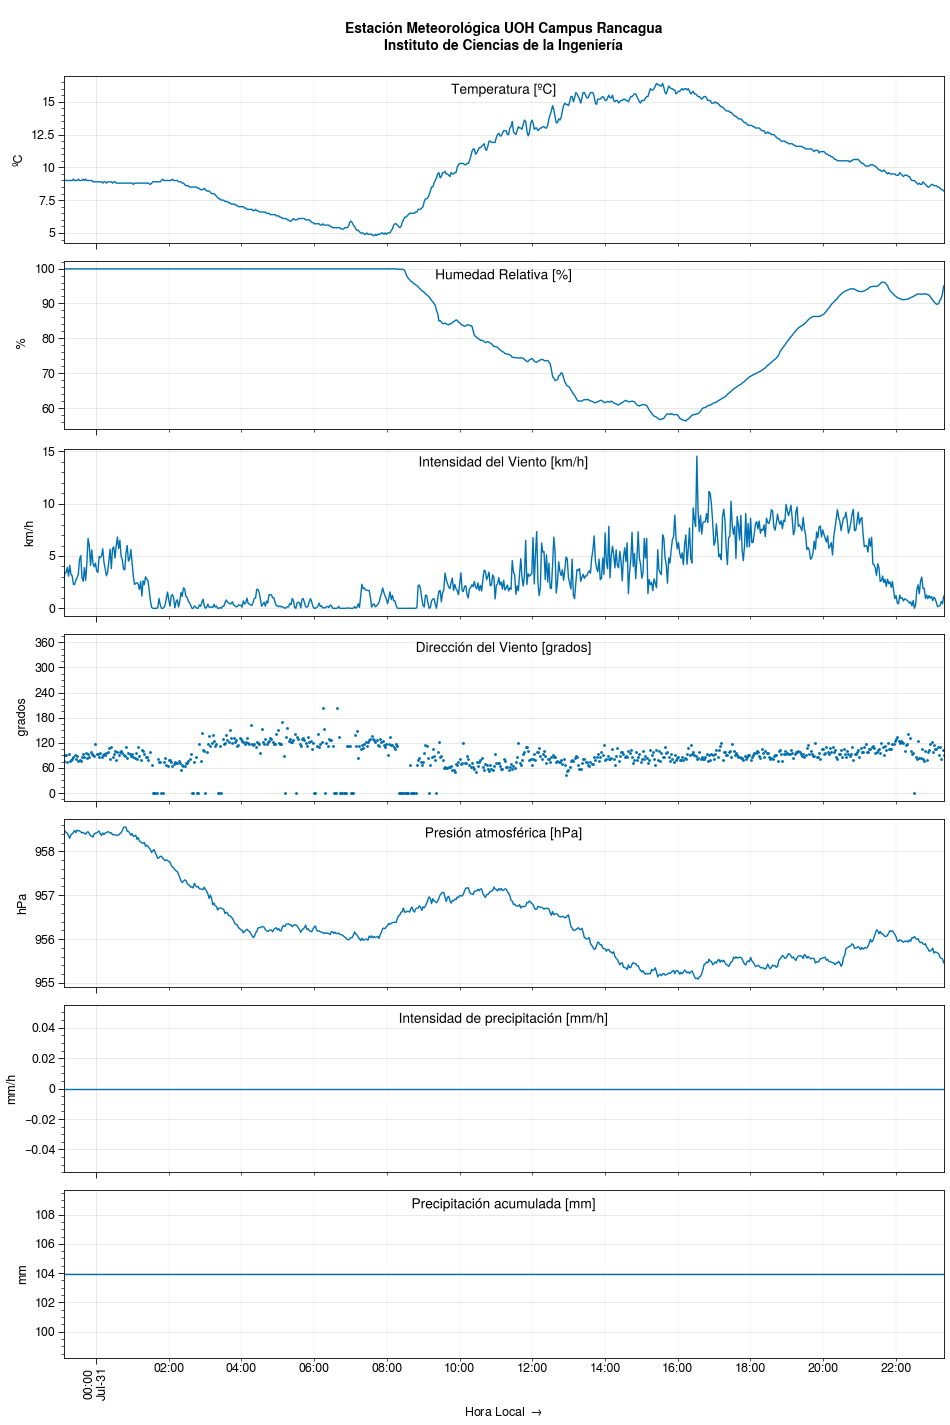 Estación Meteorológica UOH Campus Rancagua
Instituto de Ciencias de la Ingeniería
Temperatura [ºC]
15
12.5
10
7.5
5
ºC
Humedad Relativa [%]
100
90
80
70
60
%
Intensidad del Viento [km/h]
15
10
5
0
km/h
Dirección del Viento [grados]
360
300
240
180
120
60
0
grados
Presión atmosférica [hPa]
958
957
956
955
hPa
Intensidad de precipitación [mm/h]
0.04
0.02
0
−0.02
−0.04
mm/h
Precipitación acumulada [mm]
108
106
104
102
100
mm
00:00
Jul-31
02:00
04:00
06:00
08:00
10:00
12:00
14:00
16:00
18:00
20:00
22:00
Hora Local →